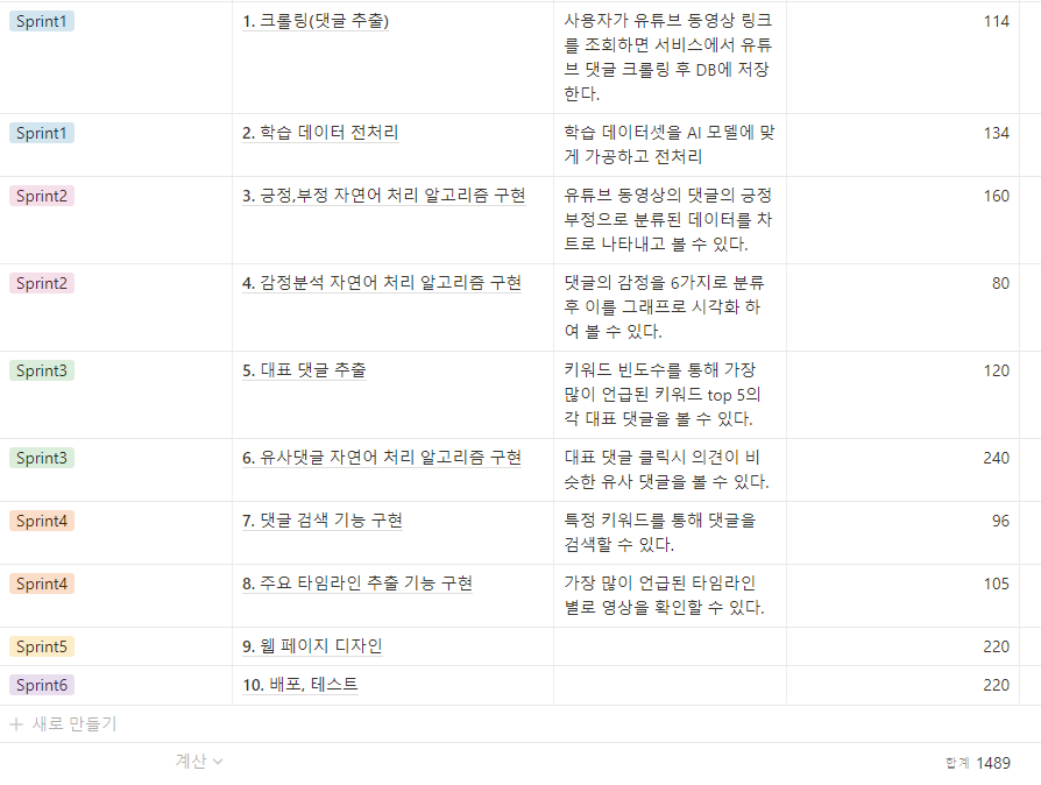 Sprint1
1. 크롤링(댓글 추출)
사용자가 유튜브 동영상 링크
를 조회하면 서비스에서 유튜
브 댓글 크롤링 후 DB에 저장
한다.
114
Sprint1
2. 학습 데이터 전처리
학습 데이터셋을 AI 모델에 맞
게 가공하고 전처리
134
Sprint2
3. 긍정,부정 자연어 처리 알고리즘 구현
유튜브 동영상의 댓글의 긍정
부정으로 분류된 데이터를 차
트로 나타내고 볼 수 있다.
160
Sprint2
4. 감정분석 자연어 처리 알고리즘 구현
댓글의 감정을 6가지로 분류
후 이를 그래프로 시각화 하
여 볼 수 있다.
80
Sprint3
5. 대표 댓글 추출
키워드 빈도수를 통해 가장
많이 언급된 키워드 top 5의
각 대표 댓글을 볼 수 있다.
120
Sprint3
6. 유사댓글 자연어 처리 알고리즘 구현
대표 댓글 클릭시 의견이 비
슷한 유사 댓글을 볼 수 있다.
240
Sprint4
7. 댓글 검색 기능 구현
특정 키워드를 통해 댓글을
검색할 수 있다.
96
Sprint4
8. 주요 타임라인 추출 기능 구현
가장 많이 언급된 타임라인
별로 영상을 확인할 수 있다.
105
Sprint5
9. 웹 페이지 디자인
220
Sprint6
10. 배포, 테스트
220
+ 새로 만들기
계산
합계 1489